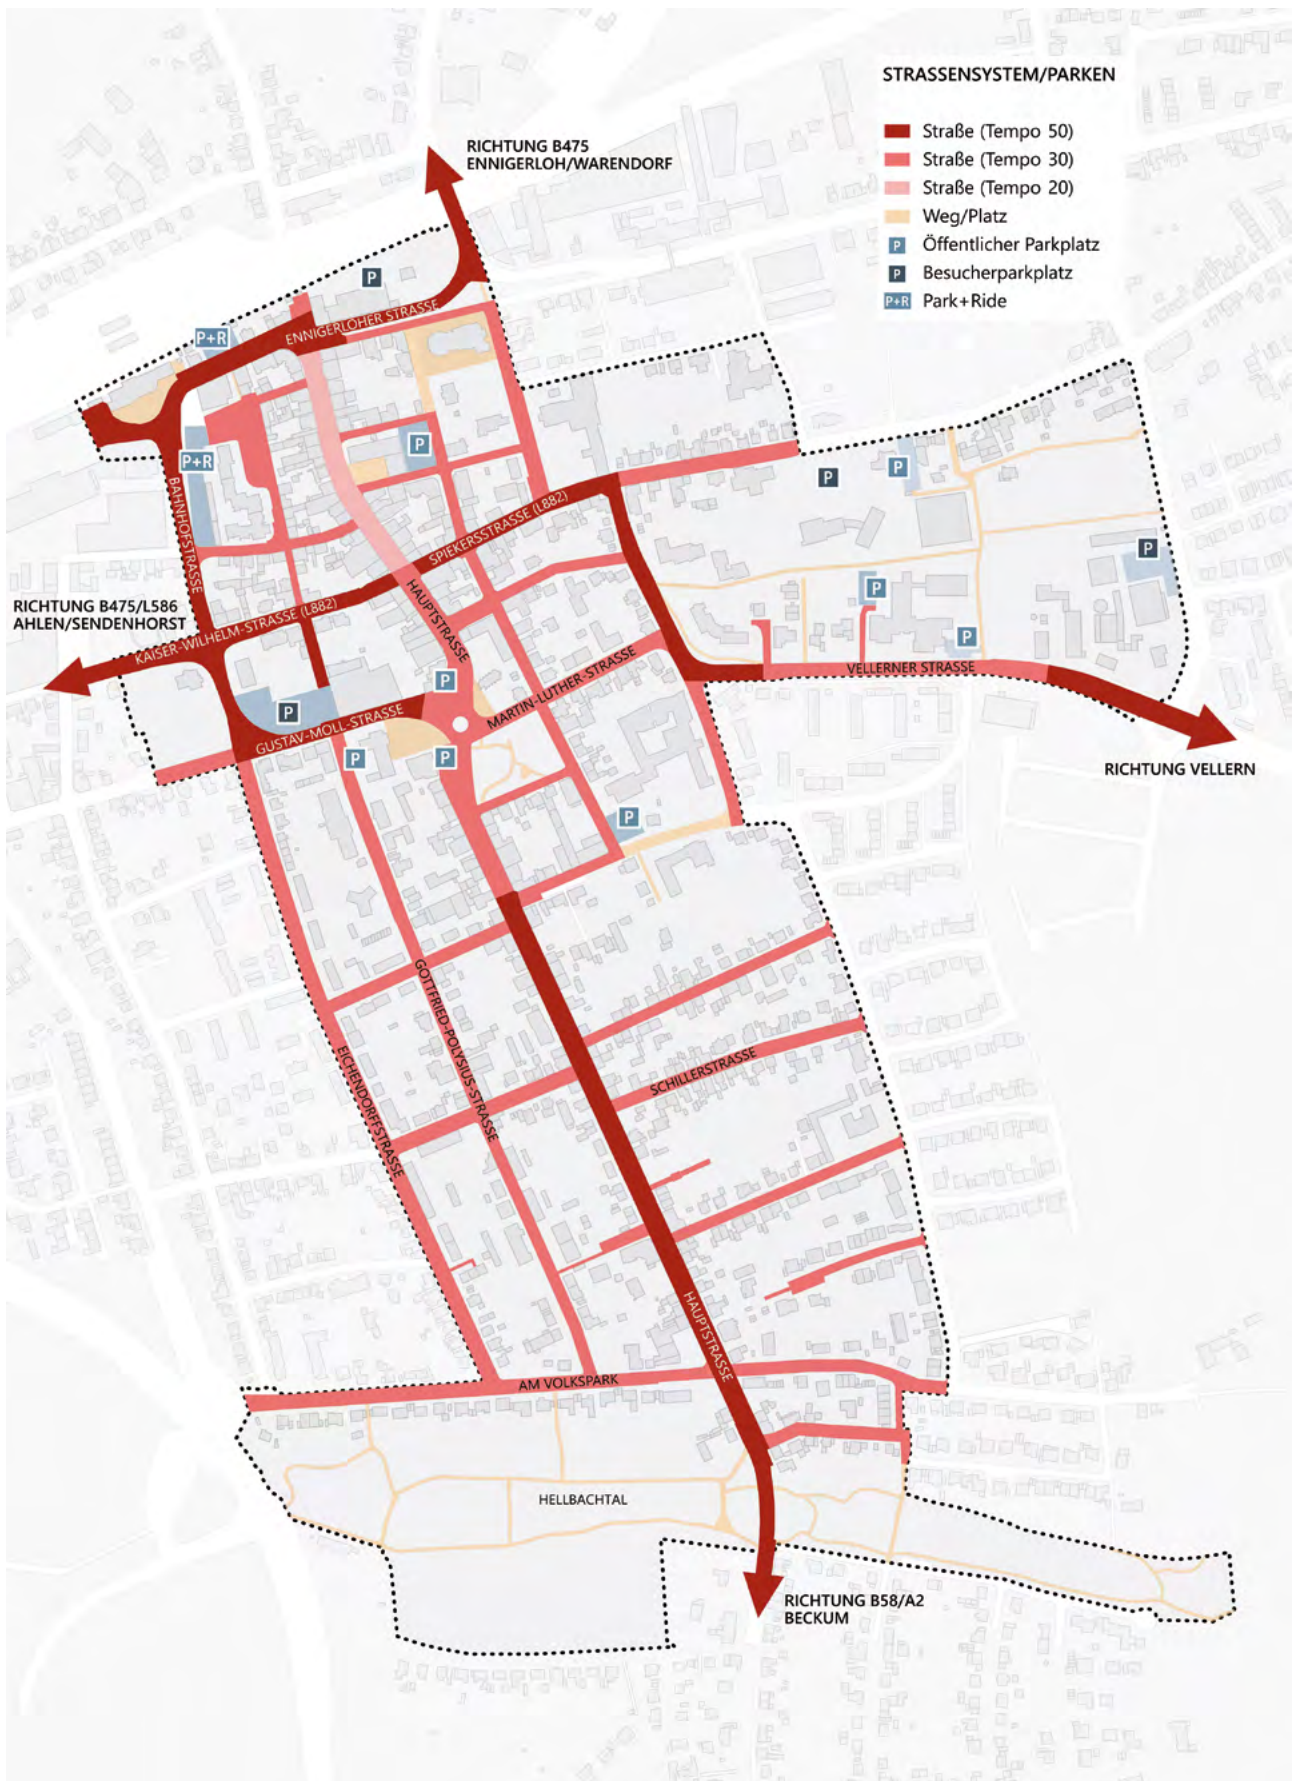 STRASSENSYSTEM/PARKEN
Straße (Tempo 50)
Straße (Tempo 30)
Straße (Tempo 20)
Weg/Platz
P Öffentlicher Parkplatz
P Besucherparkplatz
P+R Park+Ride
RICHTUNG B475
ENNIGERLOH/WARENDORF
P
ENNIGERLOHER STRASSE
P+R
P
P+R
P
P
BAHNHOFSTRASSE
SPIEKERSSTRASSE (L882)
P
RICHTUNG B475/L586
AHLEN/SENDENHORST
KAISER-WILHELM-STRASSE (L882)
HAUPTSTRASSE
P
P
VELLERNER STRASSE
MARTIN-LUTHER-STRASSE
P
P
GUSTAV-MOLL-STRASSE
P
P
RICHTUNG VELLERN
P
GOTTFRIED-POLYSIUS-STRASSE
EICHENDORFFSTRASSE
SCHILLERSTRASSE
HAUPTSTRASSE
AM VOLKSPARK
HELLBACHTAL
RICHTUNG B58/A2
BECKUM